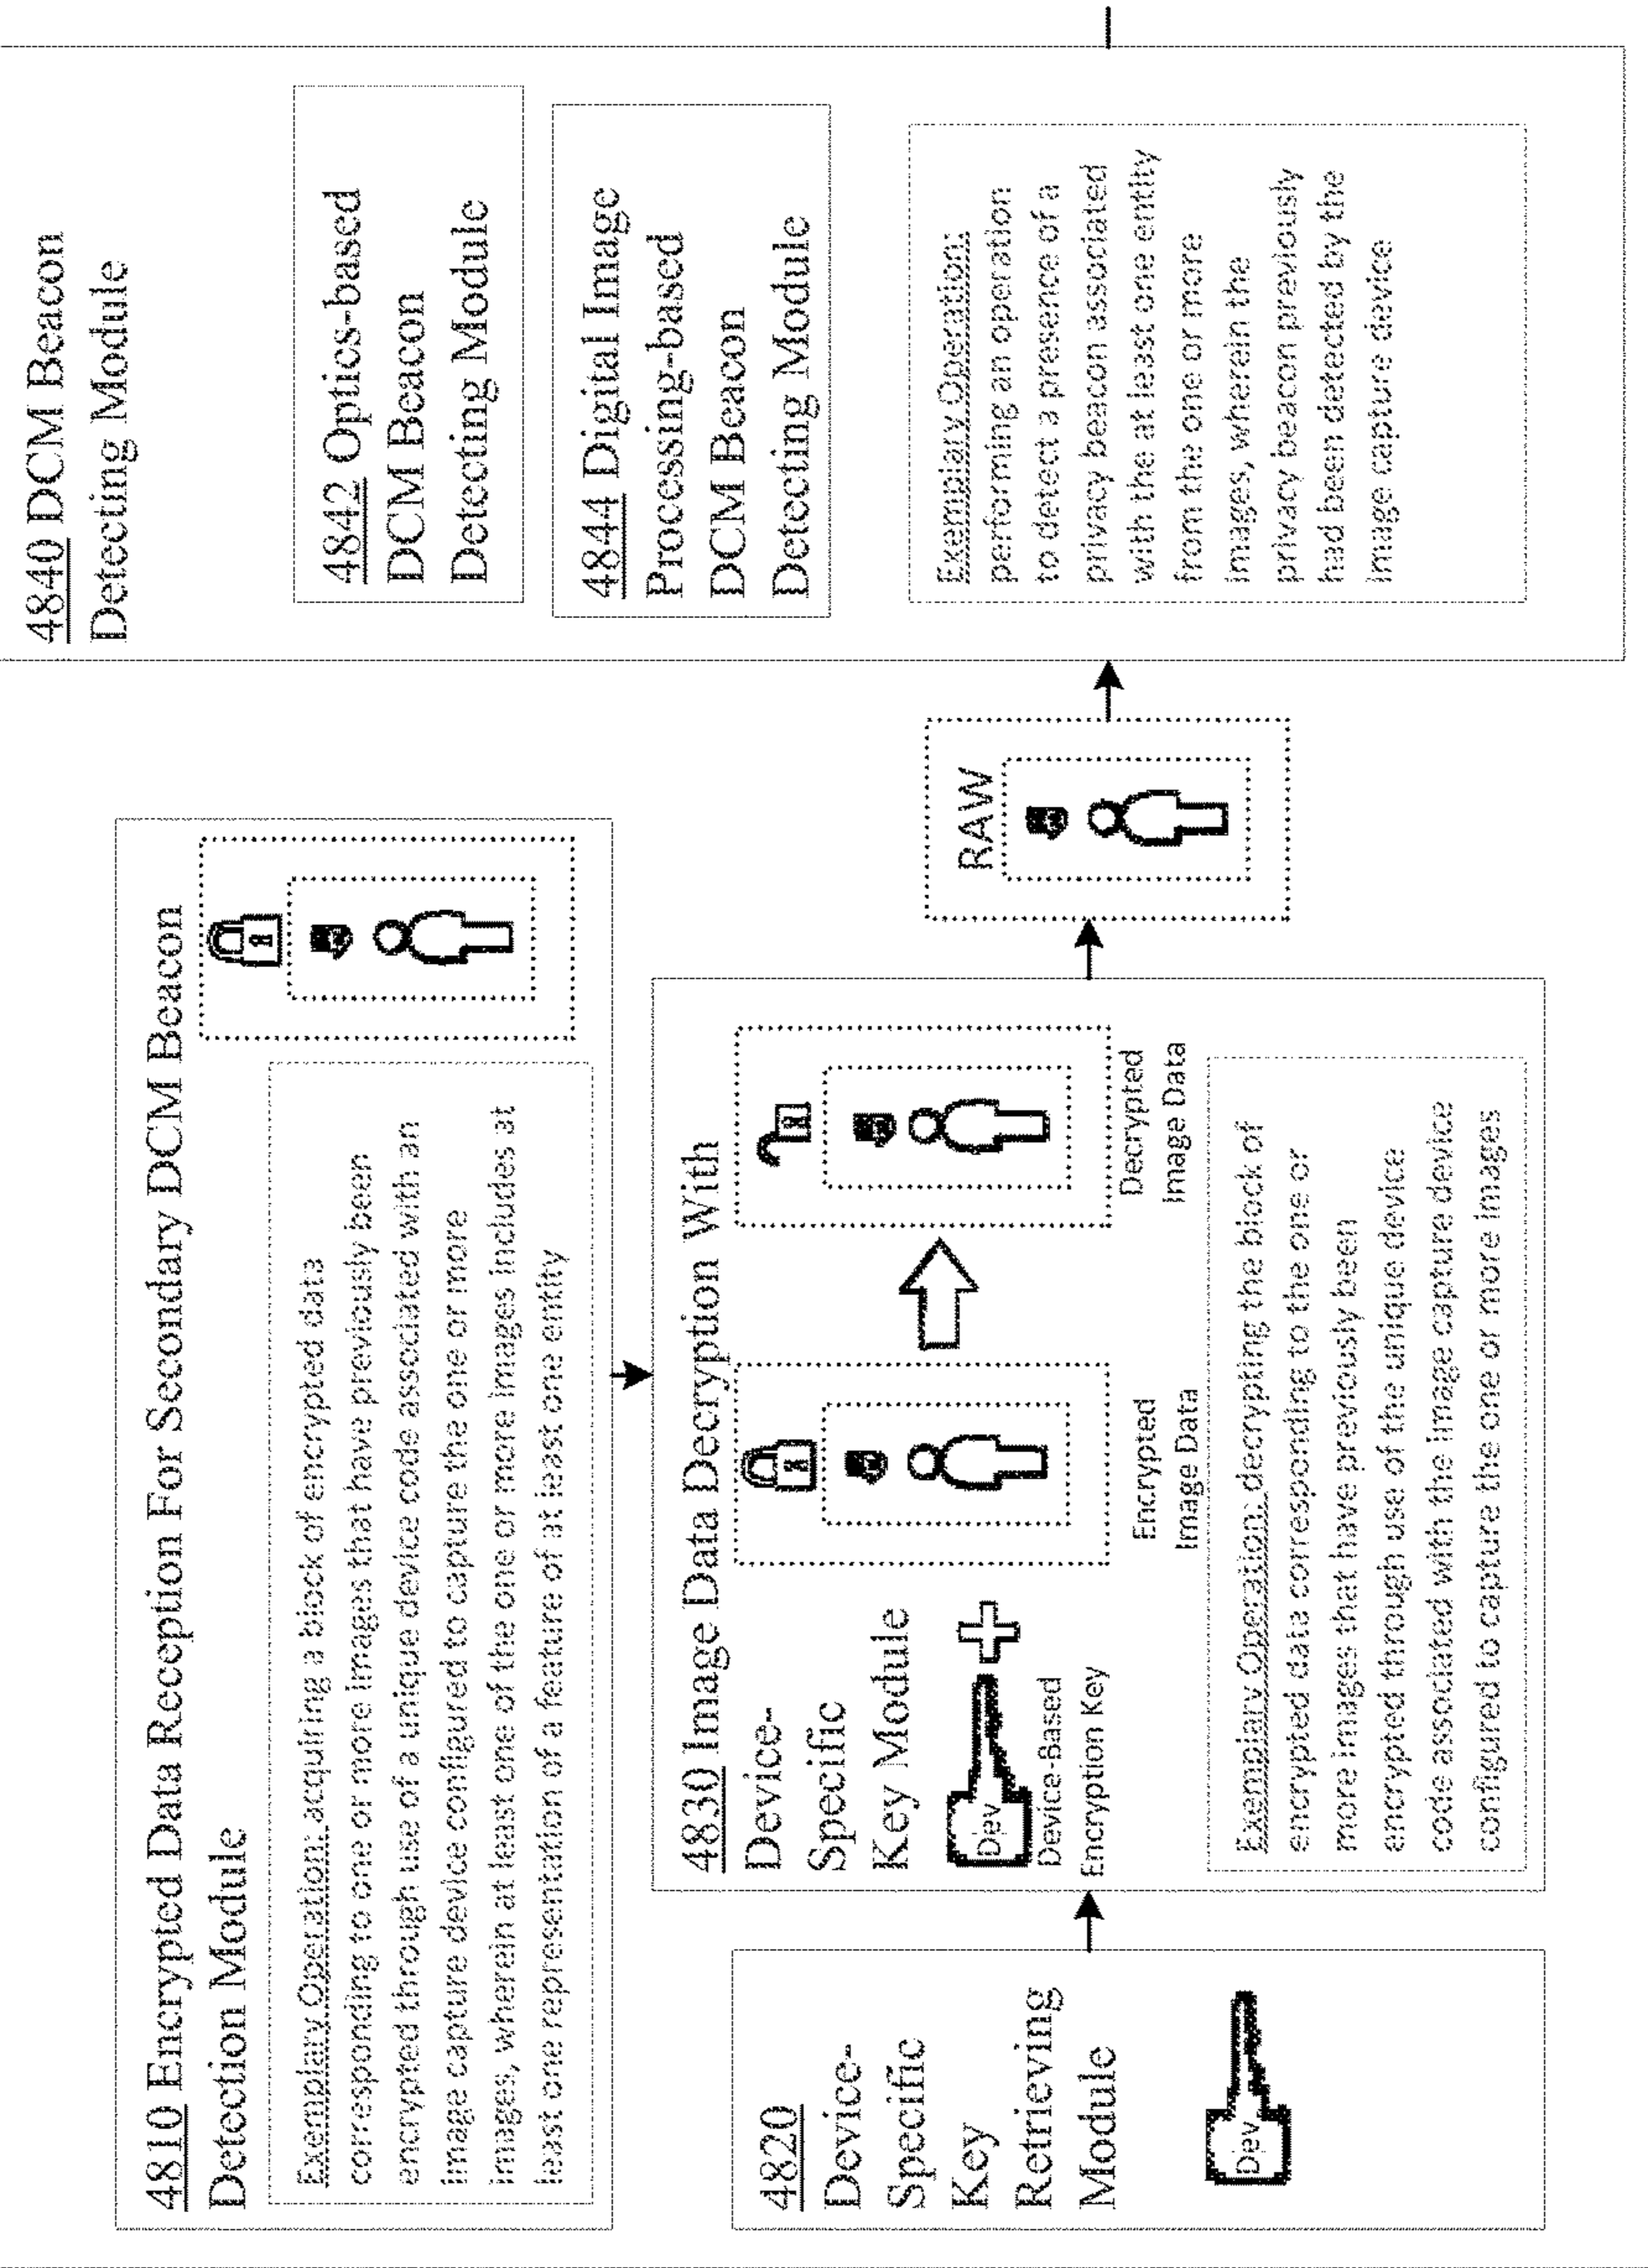 4810 Encrypted Data Reception For Secondary DCM Beacon
Detection Module
Exemplary Operation: acquiring a block of encrypted data
corresponding to one or more images that have previously been
encrypted through use of a unique device code associated with an
image capture device configured to capture the one or more
images, wherein at least one of the one or more images includes at
least one representation of a feature of at least one entity
4820
Device-
Specific
Key
Retrieving
Module
Dev
4830 Image Data Decryption With
Device-
Specific
Key Module
Dev
Device-Based
Encryption Key
Encrypted
Image Data
Decrypted
Image Data
Exemplary Operation: decrypting the block of
encrypted data corresponding to the one or
more images that have previously been
encrypted through use of the unique device
code associated with the image capture device
configured to capture the one or more images
RAW
4840 DCM Beacon
Detecting Module
4842 Optics-based
DCM Beacon
Detecting Module
4844 Digital Image
Processing-based
DCM Beacon
Detecting Module
Exemplary Operation:
performing an operation
to detect a presence of a
privacy beacon associated
with the at least one entity
from the one or more
images, wherein the
privacy beacon previously
had been detected by the
image capture device